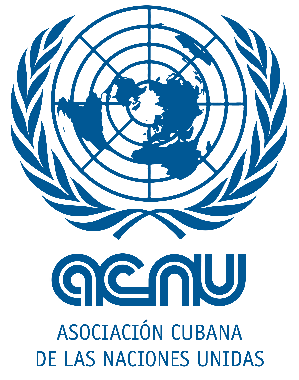 acnu
ASOCIACIÓN CUBANA
DE LAS NACIONES UNIDAS